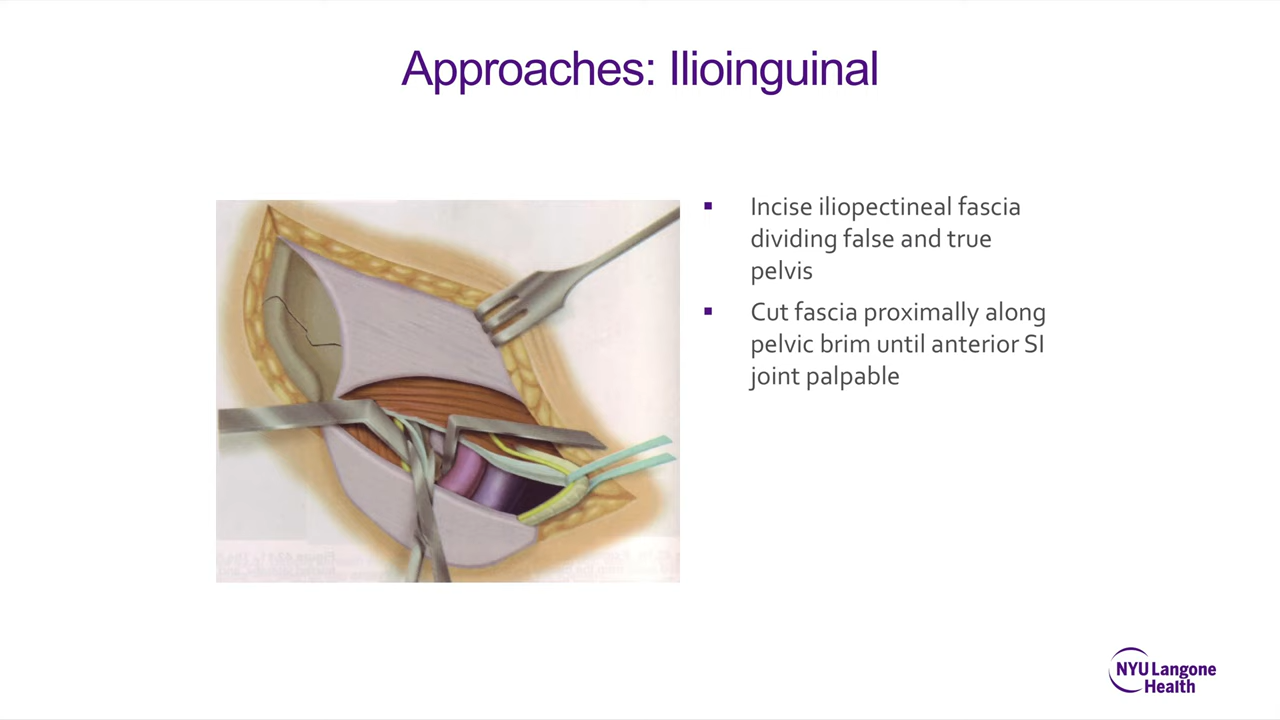 Approaches: Ilioinguinal
▪ Incise iliopectineal fascia
dividing false and true
pelvis
▪ Cut fascia proximally along
pelvic brim until anterior SI
joint palpable
NYU Langone
Health